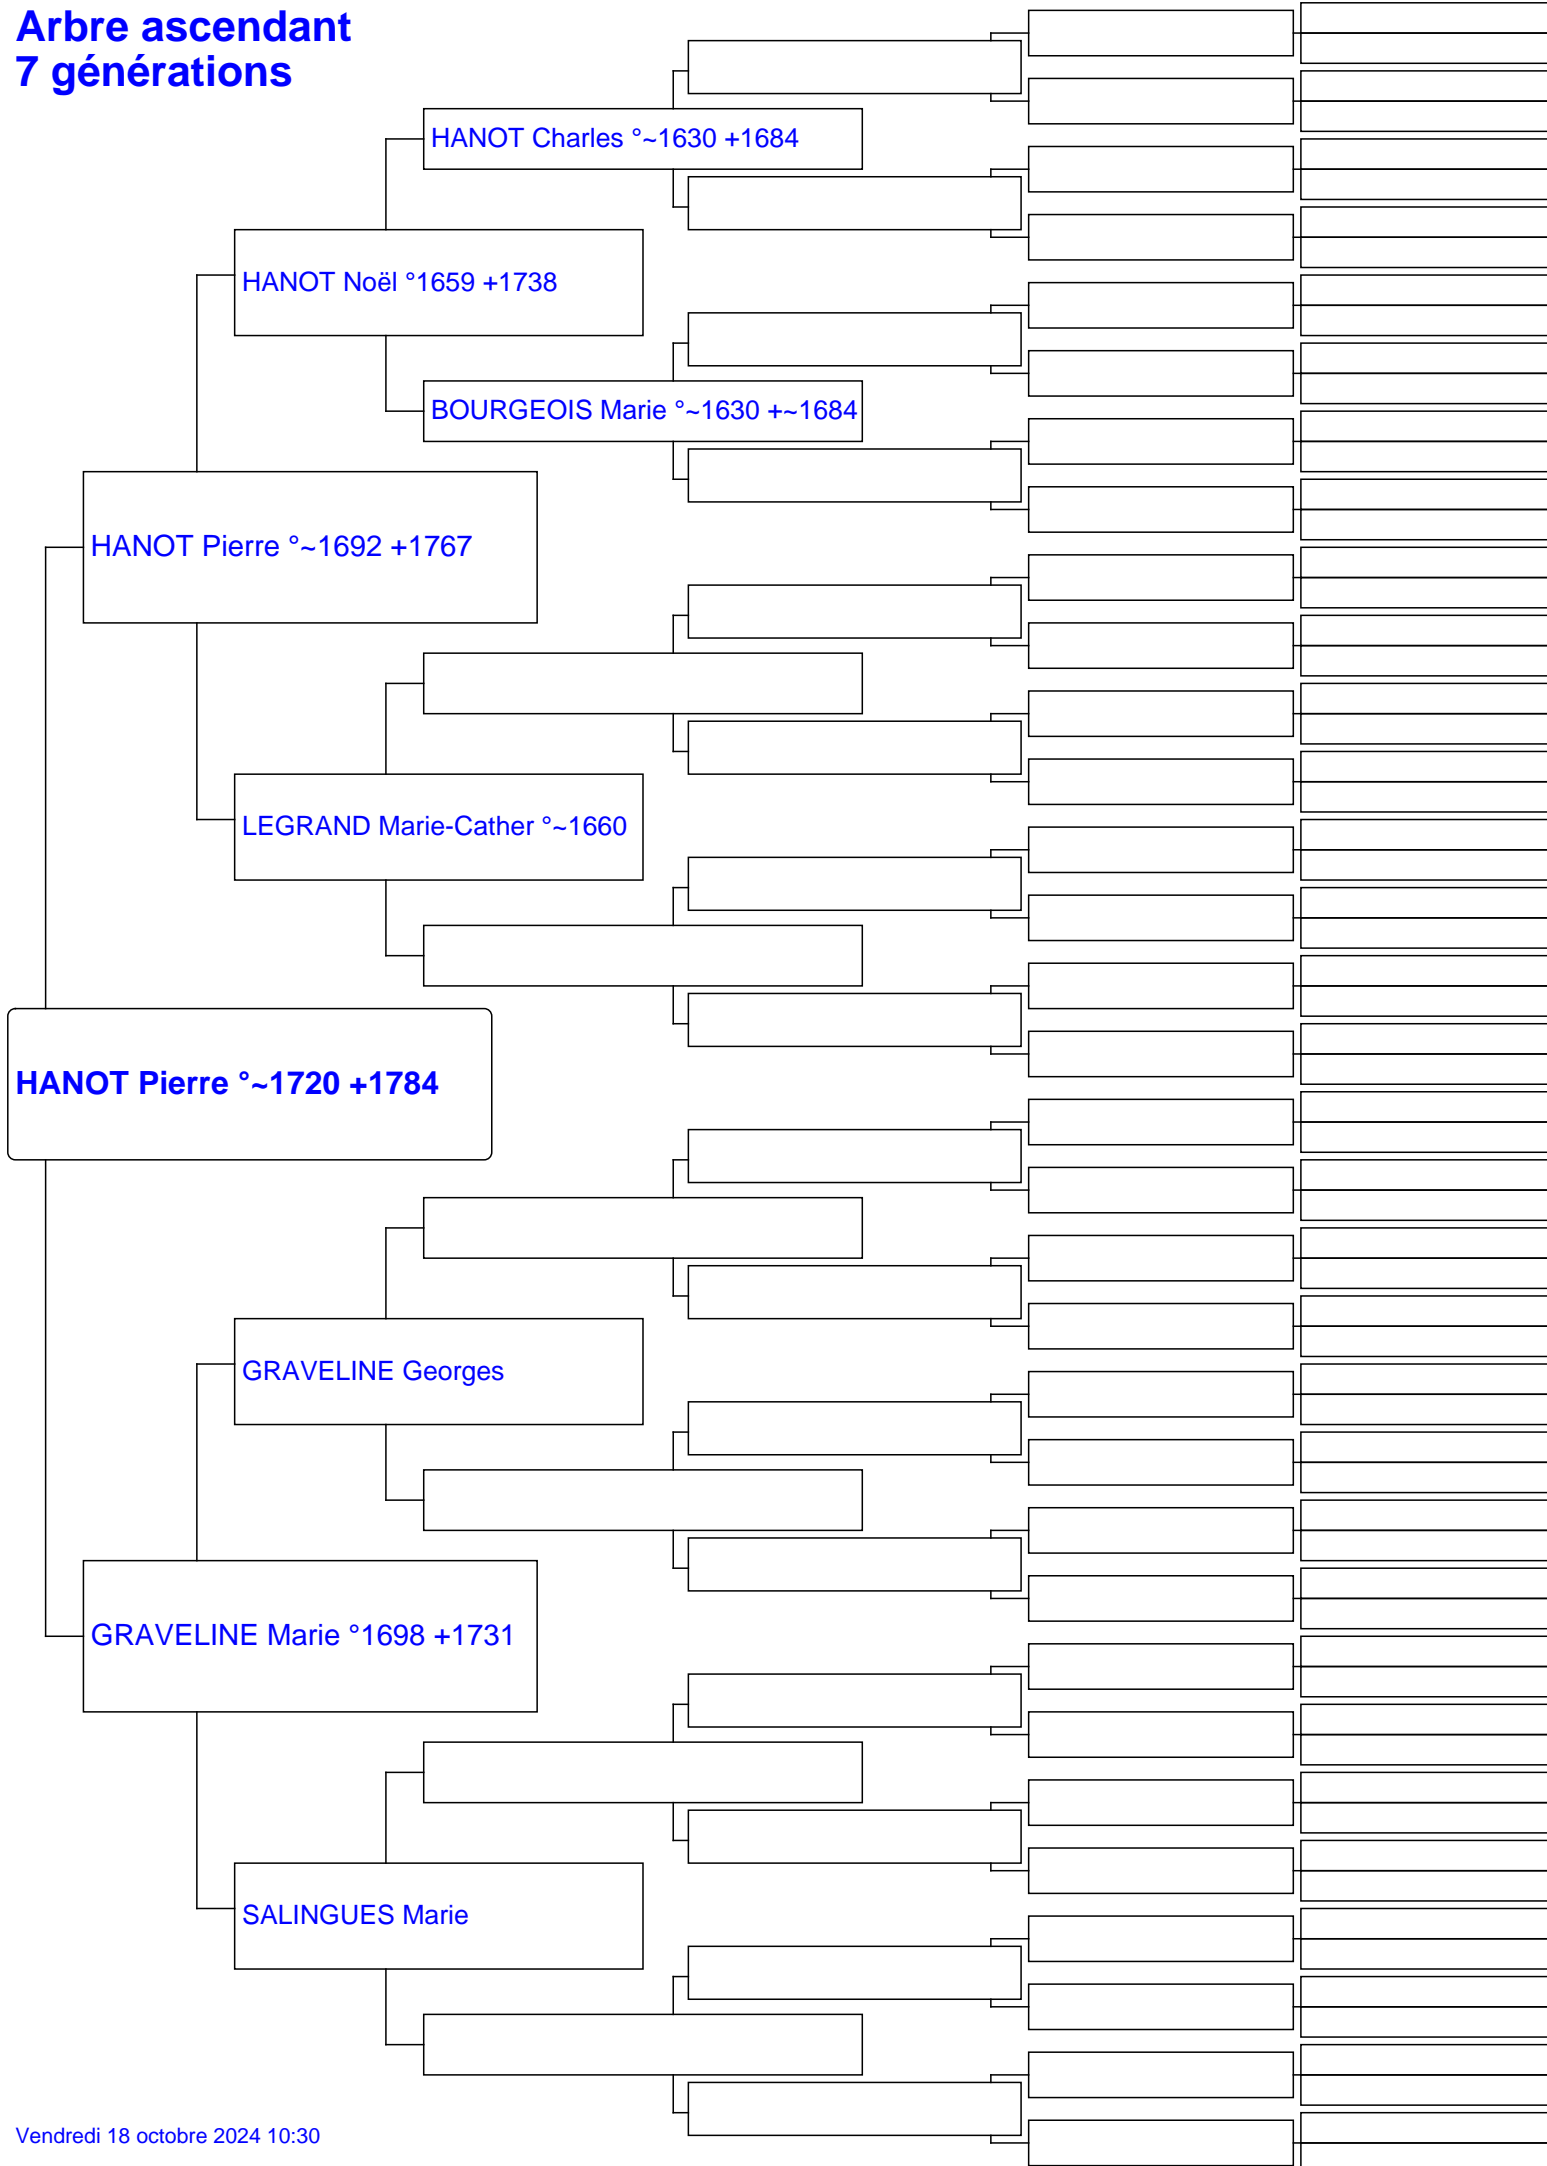 Arbre ascendant
7 générations
HANOT Charles °~1630 +1684
HANOT Noël °1659 +1738
BOURGEOIS Marie °~1630 +~1684
HANOT Pierre °~1692 +1767
LEGRAND Marie-Cather °~1660
HANOT Pierre °~1720 +1784
GRAVELINE Georges
GRAVELINE Marie °1698 +1731
SALINGUES Marie
Vendredi 18 octobre 2024 10:30